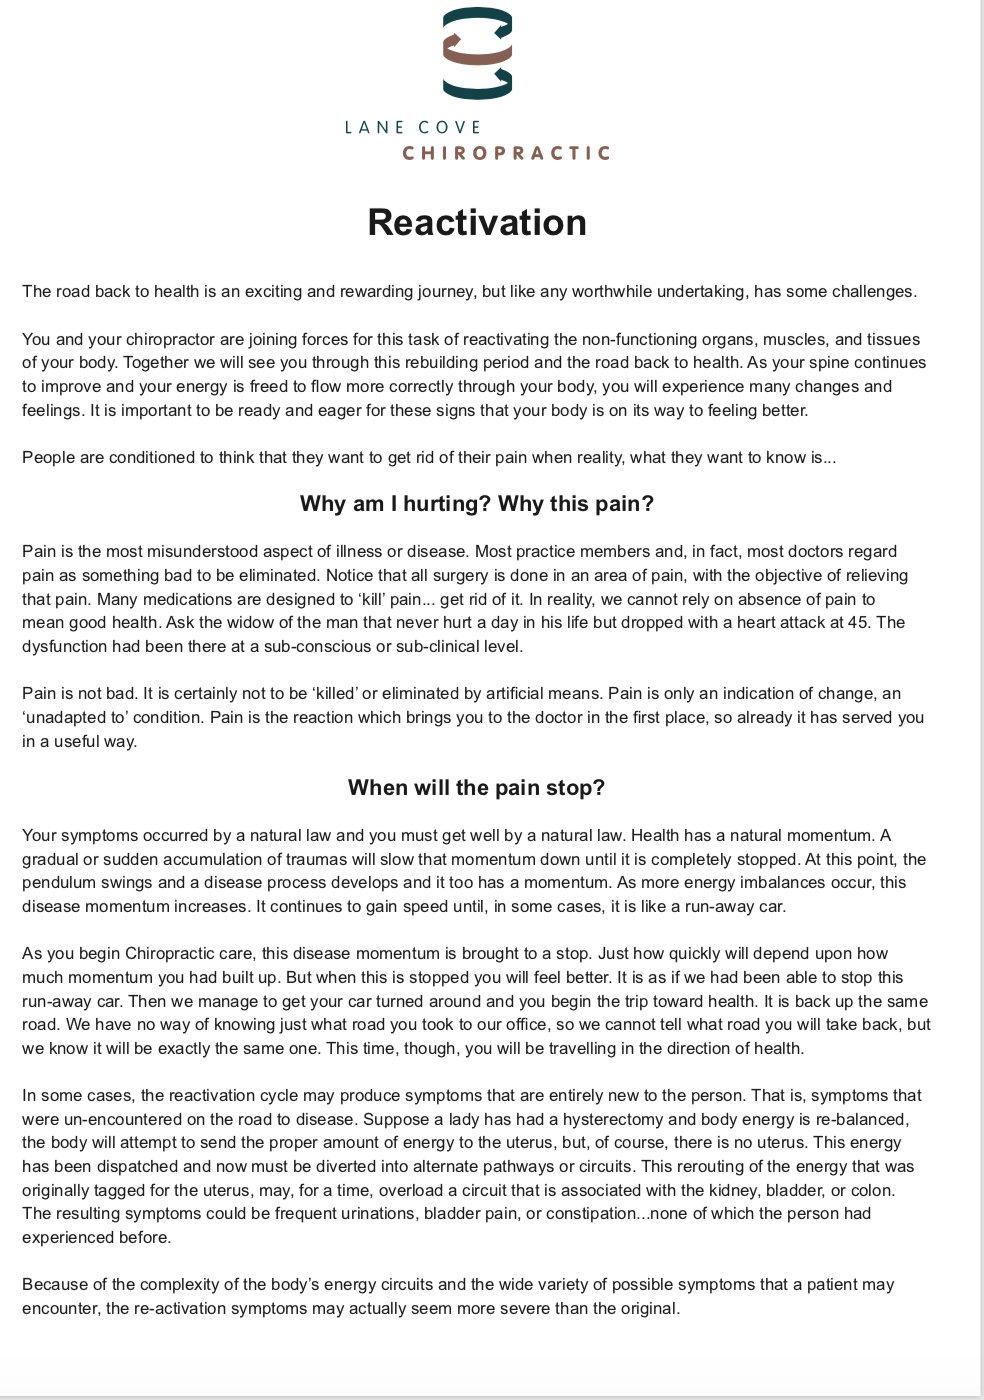 LANE COVE
CHIROPRACTIC
Reactivation
The road back to health is an exciting and rewarding journey, but like any worthwhile undertaking, has some challenges.
You and your chiropractor are joining forces for this task of reactivating the non-functioning organs, muscles, and tissues
of your body. Together we will see you through this rebuilding period and the road back to health. As your spine continues
to improve and your energy is freed to flow more correctly through your body, you will experience many changes and
feelings. It is important to be ready and eager for these signs that your body is on its way to feeling better.
People are conditioned to think that they want to get rid of their pain when reality, what they want to know is...
Why am I hurting? Why this pain?
Pain is the most misunderstood aspect of illness or disease. Most practice members and, in fact, most doctors regard
pain as something bad to be eliminated. Notice that all surgery is done in an area of pain, with the objective of relieving
that pain. Many medications are designed to ‘kill’ pain... get rid of it. In reality, we cannot rely on absence of pain to
mean good health. Ask the widow of the man that never hurt a day in his life but dropped with a heart attack at 45. The
dysfunction had been there at a sub-conscious or sub-clinical level.
Pain is not bad. It is certainly not to be ‘killed’ or eliminated by artificial means. Pain is only an indication of change, an
‘unadapted to’ condition. Pain is the reaction which brings you to the doctor in the first place, so already it has served you
in a useful way.
When will the pain stop?
Your symptoms occurred by a natural law and you must get well by a natural law. Health has a natural momentum. A
gradual or sudden accumulation of traumas will slow that momentum down until it is completely stopped. At this point, the
pendulum swings and a disease process develops and it too has a momentum. As more energy imbalances occur, this
disease momentum increases. It continues to gain speed until, in some cases, it is like a run-away car.
As you begin Chiropractic care, this disease momentum is brought to a stop. Just how quickly will depend upon how
much momentum you had built up. But when this is stopped you will feel better. It is as if we had been able to stop this
run-away car. Then we manage to get your car turned around and you begin the trip toward health. It is back up the same
road. We have no way of knowing just what road you took to our office, so we cannot tell what road you will take back, but
we know it will be exactly the same one. This time, though, you will be travelling in the direction of health.
In some cases, the reactivation cycle may produce symptoms that are entirely new to the person. That is, symptoms that
were un-encountered on the road to disease. Suppose a lady has had a hysterectomy and body energy is re-balanced,
the body will attempt to send the proper amount of energy to the uterus, but, of course, there is no uterus. This energy
has been dispatched and now must be diverted into alternate pathways or circuits. This rerouting of the energy that was
originally tagged for the uterus, may, for a time, overload a circuit that is associated with the kidney, bladder, or colon.
The resulting symptoms could be frequent urinations, bladder pain, or constipation...none of which the person had
experienced before.
Because of the complexity of the body’s energy circuits and the wide variety of possible symptoms that a patient may
encounter, the re-activation symptoms may actually seem more severe than the original.